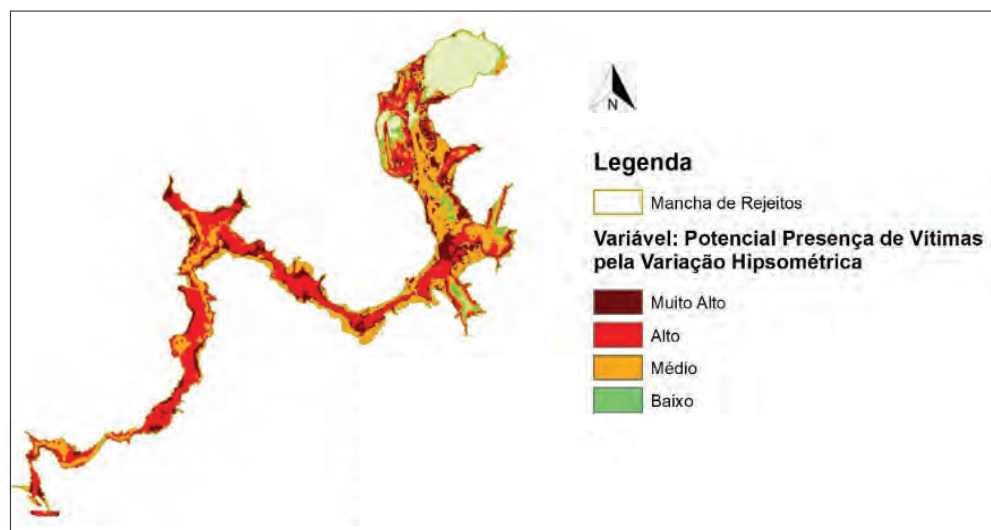 N
Legenda
Mancha de Rejeitos
Variável: Potencial Presença de Vítimas
pela Variação Hipsométrica
Muito Alto
Alto
Médio
Baixo